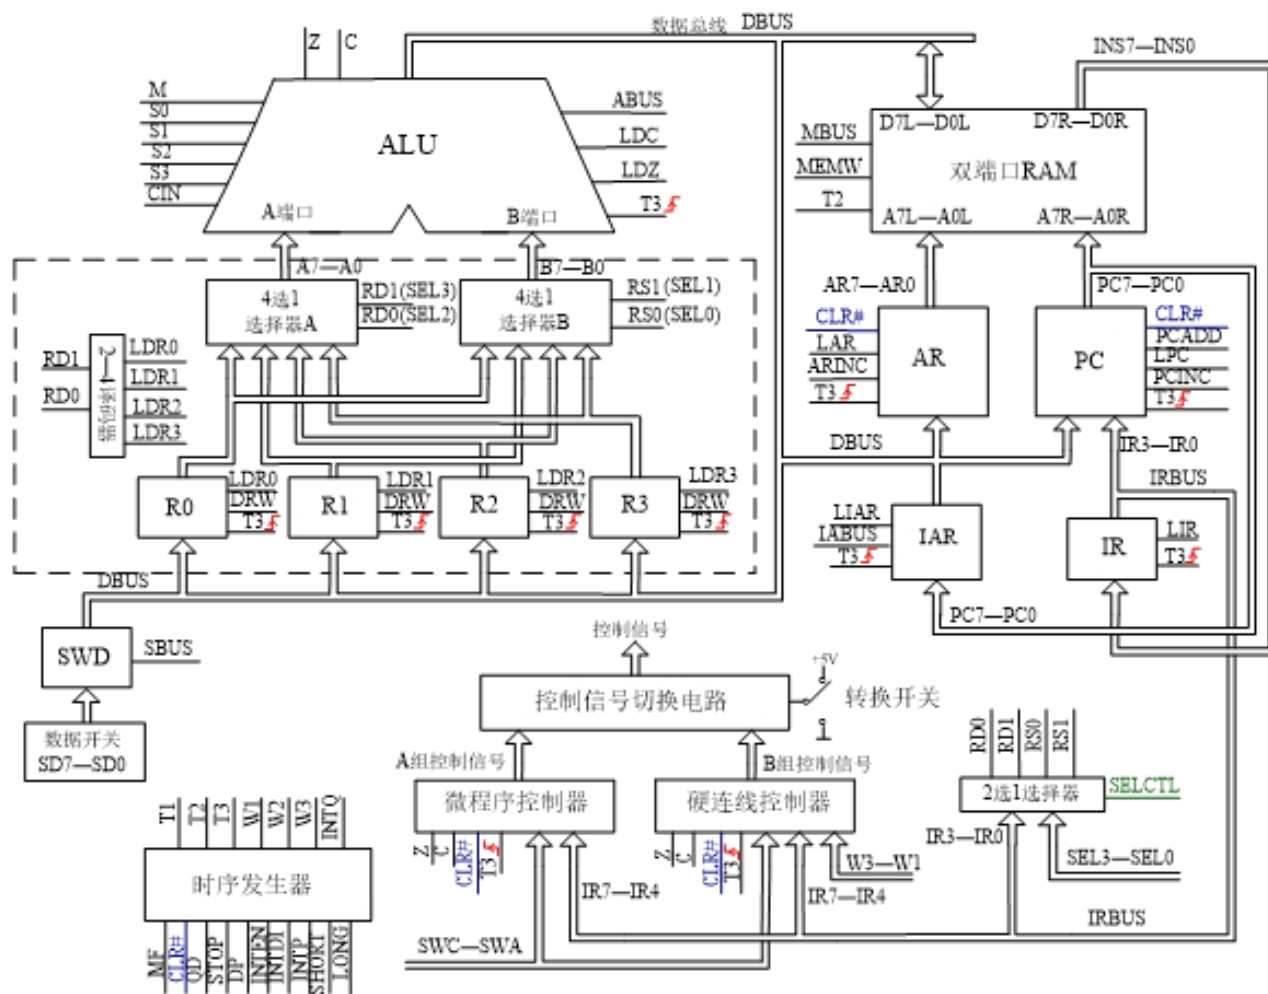 数据总线 DBUS
INS7—INS0
Z
C
M
S0
S1
S2
S3
CIN
ALU
ABUS
LDC
LDZ
T3
A端口
B端口
MBUS
MEMW
T2
D7L—D0L
D7R—D0R
双端口RAM
A7L—A0L
A7R—A0R
A7—A0
B7—B0
4选1
选择器A
RD1(SEL3)
RD0(SEL2)
4选1
选择器B
RS1(SEL1)
RS0(SEL0)
AR7—AR0
PC7—PC0
CLR#
LAR
ARINC
T3
AR
PC
CLR#
PCADD
LPC
PCINC
T3
RD1
RD0
2—4译码器
LDR0
LDR1
LDR2
LDR3
DBUS
IR3—IR0
IRBUS
R0
LDR0
DRW
T3
R1
LDR1
DRW
T3
R2
LDR2
DRW
T3
R3
LDR3
DRW
T3
LIAR
IABUS
T3
IAR
IR
LIR
T3
DBUS
PC7—PC0
SWD
SBUS
数据开关
SD7—SD0
控制信号
控制信号切换电路
+5V
转换开关
A组控制信号
B组控制信号
微程序控制器
硬连线控制器
Z
C
CLR#
T3
Z
C
CLR#
T3
W3—W1
IR7—IR4
IR7—IR4
SWC—SWA
RD0
RD1
RS0
RS1
2选1选择器
SELCTL
IR3—IR0
SEL3—SEL0
IRBUS
T1
T2
T3
W1
W2
W3
INTQ
时序发生器
MF
CLR#
QD
STOP
DP
INTEN
INTDI
INTP
SHORT
LONG